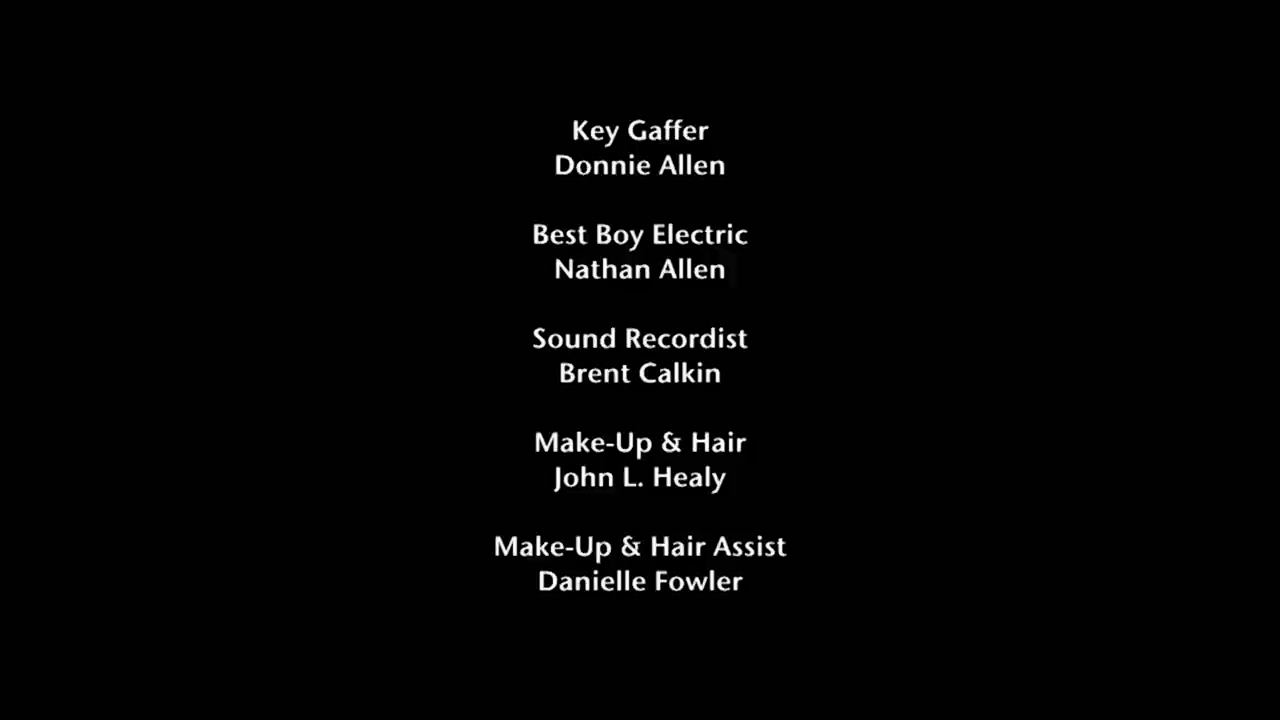 Key Gaffer
Donnie Allen
Best Boy Electric
Nathan Allen
Sound Recordist
Brent Calkin
Make-Up & Hair
John L. Healy
Make-Up & Hair Assist
Danielle Fowler